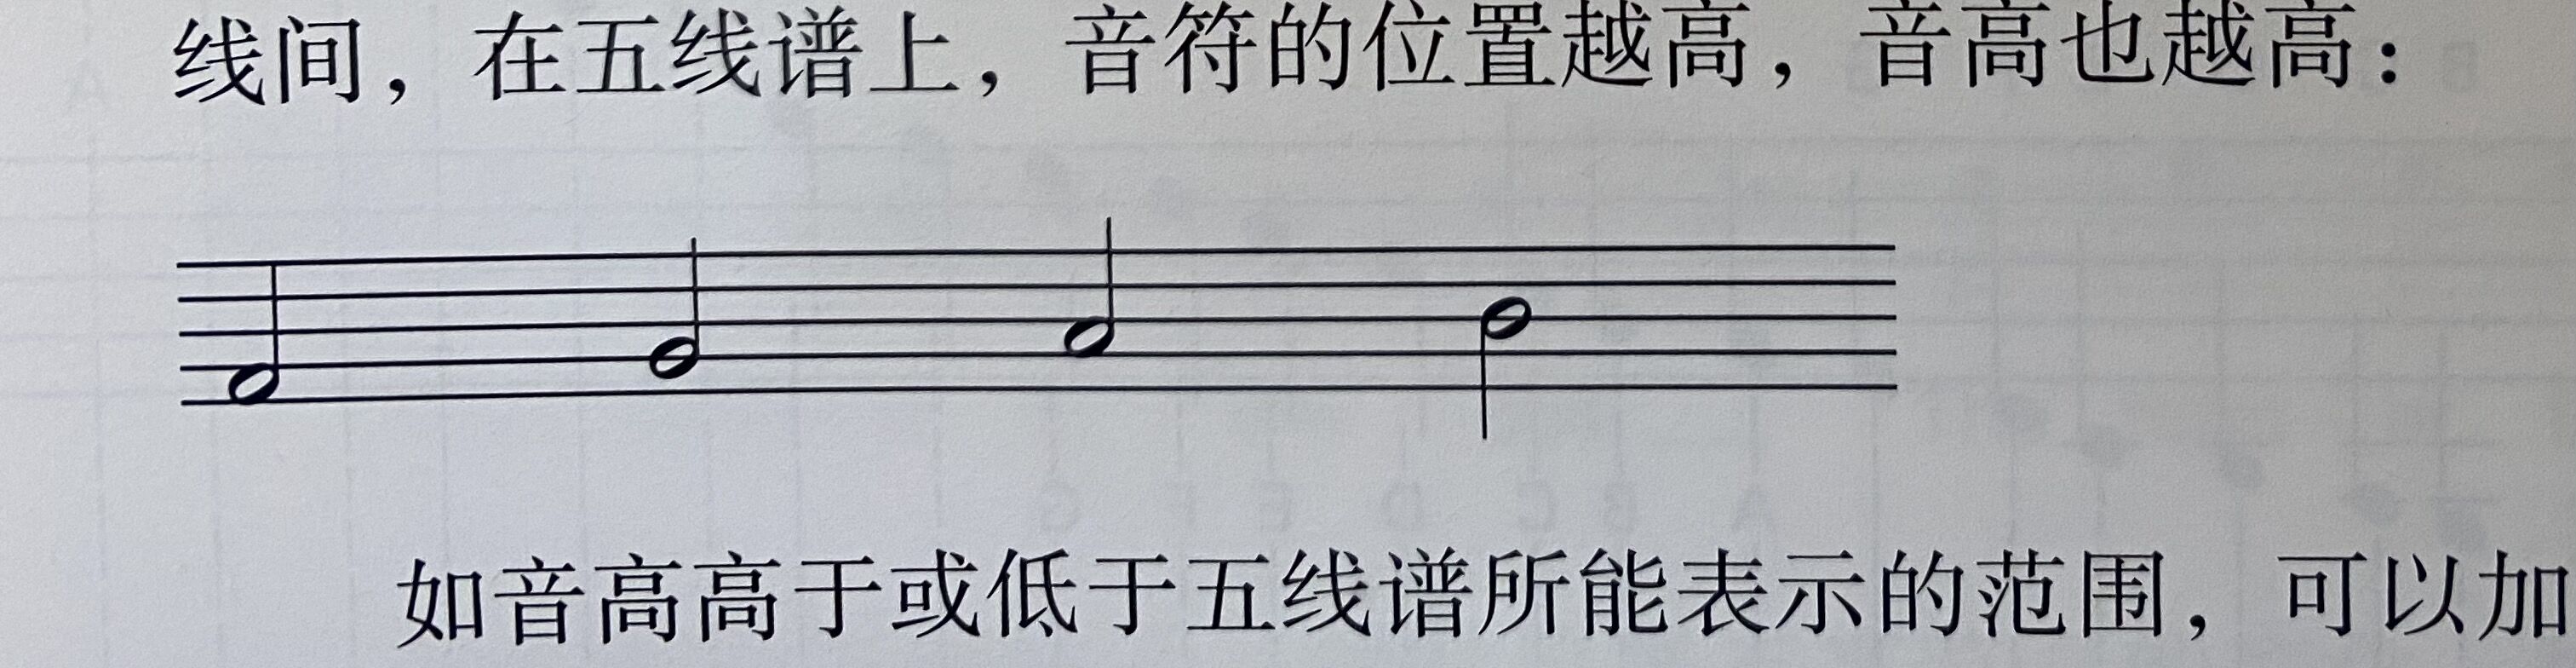 线间，在五线谱上，音符的位置越高，音高也越高：
如音高高于或低于五线谱所能表示的范围，可以加